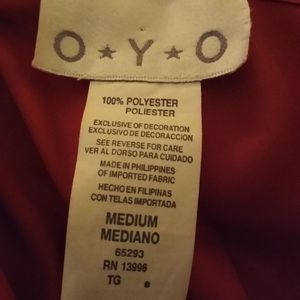 O★Y★O
100% POLYESTER
POLIESTER
EXCLUSIVE OF DECORATION
EXCLUSIVO DE DECORACCION
SEE REVERSE FOR CARE
VER AL DORSO PARA CUIDADO
MADE IN PHILIPPINES
OF IMPORTED FABRIC
HECHO EN FILIPINAS
CON TELAS IMPORTADA
MEDIUM
MEDIANO
65293
RN 13996
TG e